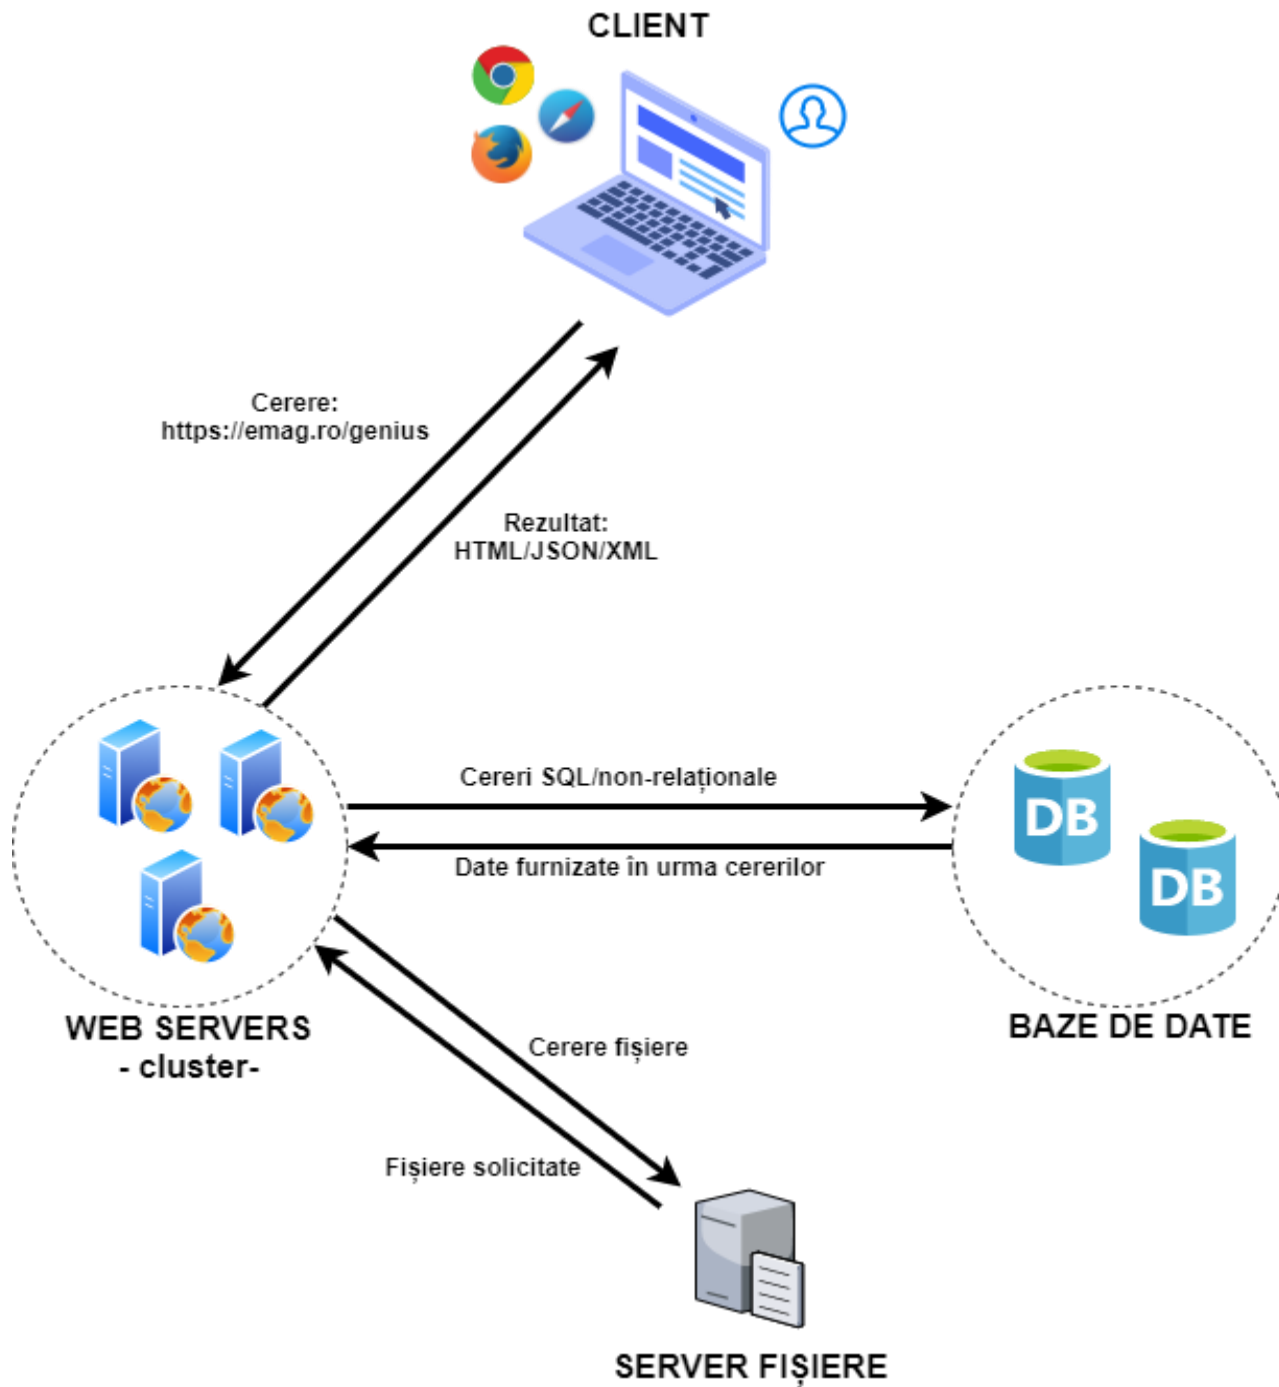 CLIENT
Cerere:
https://emag.ro/genius
Rezultat:
HTML/JSON/XML
Cereri SQL/non-relaționale
Date furnizate în urma cererilor
DB
DB
WEB SERVERS
- cluster-
BAZE DE DATE
Cerere fișiere
Fișiere solicitate
SERVER FIȘIERE